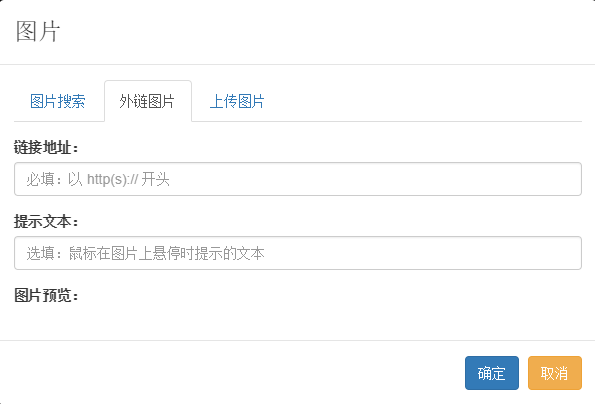 图片
图片搜索 外链图片 上传图片
链接地址：
必填：以 http(s):// 开头
提示文本：
选填：鼠标在图片上悬停时提示的文本
图片预览：
确定 取消